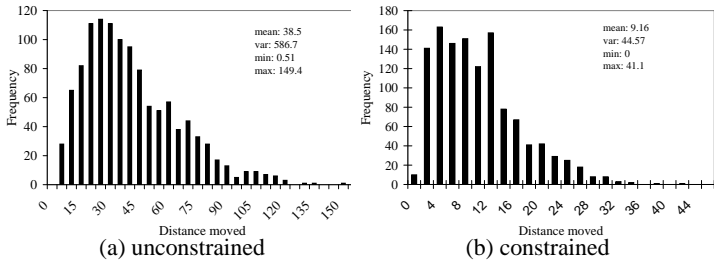 120
100
80
60
40
20
0
Frequency
mean: 38.5
var: 586.7
min: 0.51
max: 149.4
0 15 30 45 60 75 90 105 120 135 150
Distance moved
(a) unconstrained
180
160
140
120
100
80
60
40
20
0
Frequency
mean: 9.16
var: 44.57
min: 0
max: 41.1
0 4 8 12 16 20 24 28 32 36 40 44
Distance moved
(b) constrained